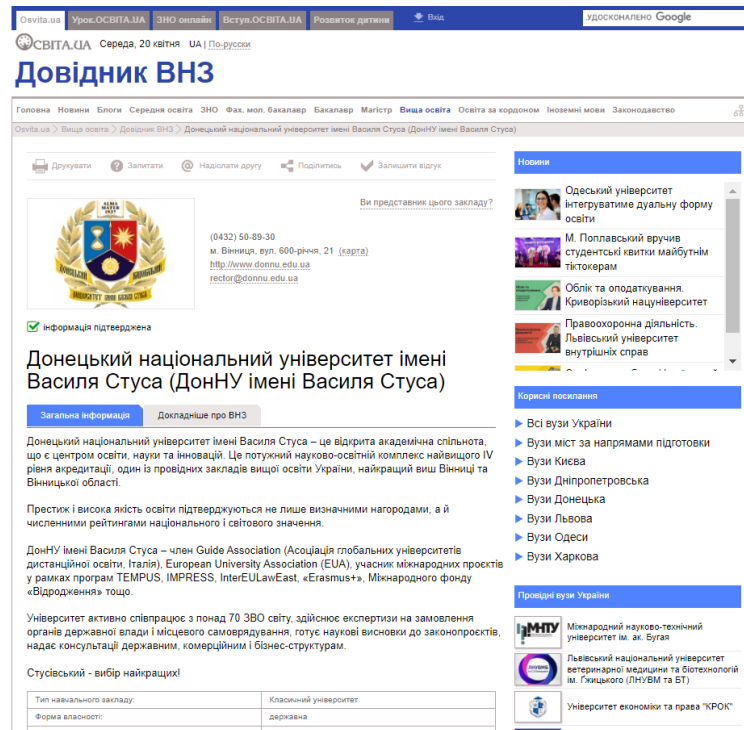 Osvita.ua Урок.ОСВІТА.UA ЗНО онлайн Вступ.ОСВІТА.UA Розвиток дитини Вхід УДОСКОНАЛЕНО Google
ОСВІТА.UA Середа, 20 квітня UA | По-русски
Довідник ВНЗ
Головна Новини Блоги Середня освіта ЗНО Фах. мол. бакалавр Бакалавр Магістр Вища освіта Освіта за кордоном Іноземні мови Законодавство
Osvita.ua > Вища освіта > Довідник ВНЗ > Донецький національний університет імені Василя Стуса (ДонНУ імені Василя Стуса)
Друкувати Запитати Надіслати другу Поділитись Залишити відгук
Ви представник цього закладу?
ALMA
MATER
1937
(0432) 50-89-30
м. Вінниця, вул. 600-річчя, 21 (карта)
http://www.donnu.edu.ua
rector@donnu.edu.ua
інформація підтверджена
Донецький національний університет імені
Василя Стуса (ДонНУ імені Василя Стуса)
Загальна інформація Докладніше про ВНЗ
Донецький національний університет імені Василя Стуса – це відкрита академічна спільнота,
що є центром освіти, науки та інновацій. Це потужний науково-освітній комплекс найвищого IV
рівня акредитації, один із провідних закладів вищої освіти України, найкращий виш Вінниці та
Вінницької області.
Престиж і висока якість освіти підтверджуються не лише визначними нагородами, а й
численними рейтингами національного і світового значення.
ДонНУ імені Василя Стуса – член Guide Association (Асоціація глобальних університетів
дистанційної освіти, Італія), European University Association (EUA), учасник міжнародних проєктів
у рамках програм TEMPUS, IMPRESS, InterEULawEast, «Erasmus+», Міжнародного фонду
«Відродження» тощо.
Університет активно співпрацює з понад 70 ЗВО світу, здійснює експертизи на замовлення
органів державної влади і місцевого самоврядування, готує наукові висновки до законопроєктів,
надає консультації державним, комерційним і бізнес-структурам.
Стусівський - вибір найкращих!
Тип навчального закладу: Класичний університет
Форма власності: державна
Новини
Одеський університет
інтегруватиме дуальну форму
освіти
М. Поплавський вручив
студентські квитки майбутнім
тіктокерам
Облік та оподаткування.
Криворізький нацуніверситет
Правоохоронна діяльність.
Львівський університет
внутрішніх справ
Корисні посилання
Всі вузи України
Вузи міст за напрямами підготовки
Вузи Києва
Вузи Дніпропетровська
Вузи Донецька
Вузи Львова
Вузи Одеси
Вузи Харкова
Провідні вузи України
МНТУ
Міжнародний науково-технічний
університет ім. ак. Бугая
Львівський національний університет
ветеринарної медицини та біотехнологій
ім. Ґжицького (ЛНУВМ та БТ)
Університет економіки та права "КРОК"